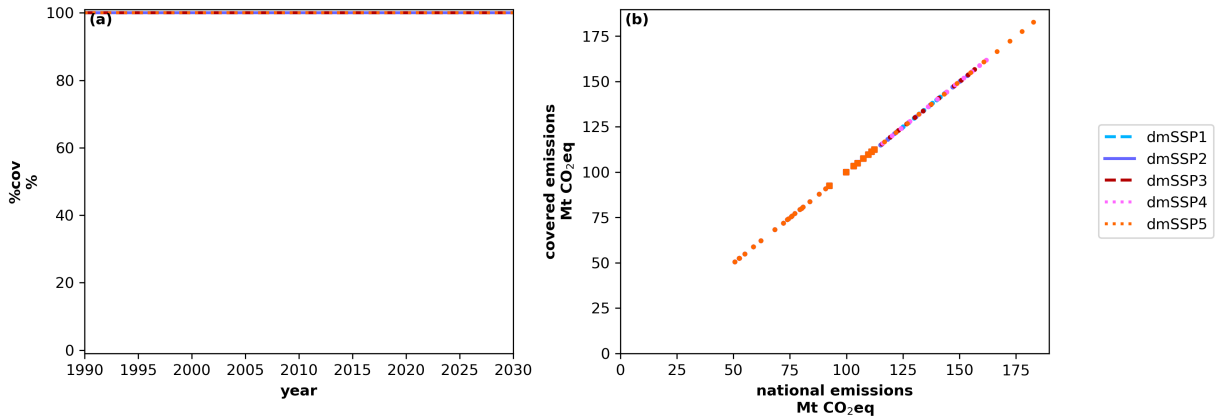 (a)
100
80
60
40
20
0
%cov
%
1990 1995 2000 2005 2010 2015 2020 2025 2030
year
(b)
175
150
125
100
75
50
25
0
covered emissions
Mt CO₂eq
0 25 50 75 100 125 150 175
national emissions
Mt CO₂eq
dmSSP1
dmSSP2
dmSSP3
dmSSP4
dmSSP5